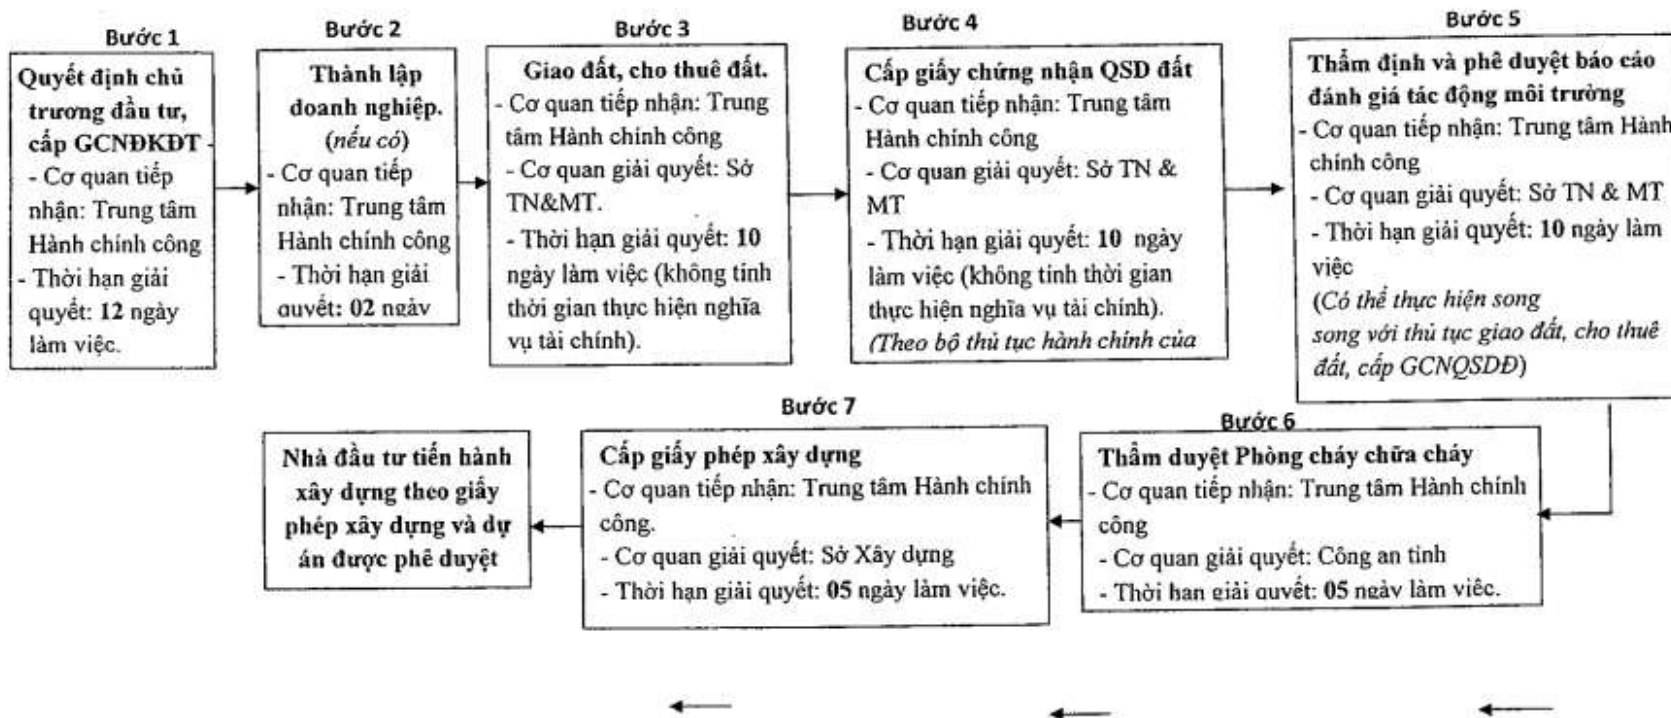 Bước 1
Quyết định chủ
trương đầu tư,
cấp GCNĐKĐT -
- Cơ quan tiếp
nhận: Trung tâm
Hành chính công
- Thời hạn giải
quyết: 12 ngày
làm việc.
Bước 2
Thành lập
doanh nghiệp.
(nếu có)
- Cơ quan tiếp
nhận: Trung tâm
Hành chính công
- Thời hạn giải
quyết: 02 ngày
Bước 3
Giao đất, cho thuê đất.
- Cơ quan tiếp nhận: Trung
tâm Hành chính công
- Cơ quan giải quyết: Sở
TN&MT.
- Thời hạn giải quyết: 10
ngày làm việc (không tính
thời gian thực hiện nghĩa
vụ tài chính).
Bước 4
Cấp giấy chứng nhận QSD đất
- Cơ quan tiếp nhận: Trung tâm
Hành chính công
- Cơ quan giải quyết: Sở TN &
MT
- Thời hạn giải quyết: 10 ngày
làm việc (không tính thời gian
thực hiện nghĩa vụ tài chính).
(Theo bộ thủ tục hành chính của
Bước 5
Thẩm định và phê duyệt báo cáo
đánh giá tác động môi trường
- Cơ quan tiếp nhận: Trung tâm Hành
chính công
- Cơ quan giải quyết: Sở TN & MT
- Thời hạn giải quyết: 10 ngày làm
việc
(Có thể thực hiện song
song với thủ tục giao đất, cho thuê
đất, cấp GCNQSDĐ)
Bước 6
Thẩm duyệt Phòng cháy chữa cháy
- Cơ quan tiếp nhận: Trung tâm Hành chính
công
- Cơ quan giải quyết: Công an tỉnh
- Thời hạn giải quyết: 05 ngày làm việc.
Bước 7
Cấp giấy phép xây dựng
- Cơ quan tiếp nhận: Trung tâm Hành chính
công.
- Cơ quan giải quyết: Sở Xây dựng
- Thời hạn giải quyết: 05 ngày làm việc.
Nhà đầu tư tiến hành
xây dựng theo giấy
phép xây dựng và dự
án được phê duyệt